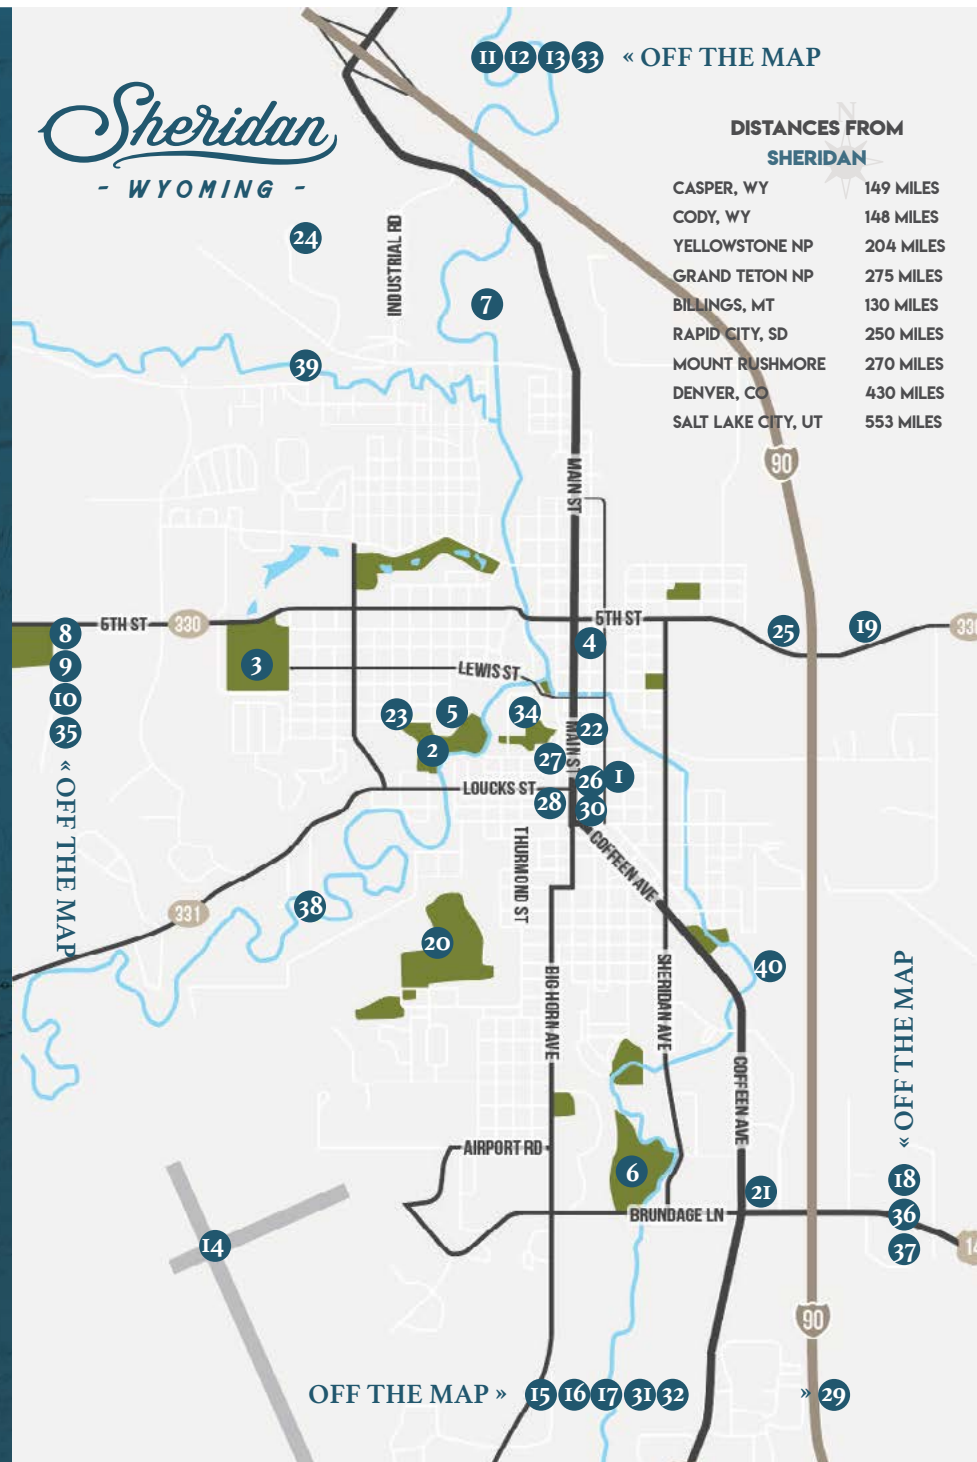 11 12 13 33 « OFF THE MAP
Sheridan
- WYOMING -
N
DISTANCES FROM
SHERIDAN
CASPER, WY 149 MILES
CODY, WY 148 MILES
YELLOWSTONE NP 204 MILES
GRAND TETON NP 275 MILES
BILLINGS, MT 130 MILES
RAPID CITY, SD 250 MILES
MOUNT RUSHMORE 270 MILES
DENVER, CO 430 MILES
SALT LAKE CITY, UT 553 MILES
24
INDUSTRIAL RD
7
39
90
MAIN ST
5TH ST
330
5TH ST
25
19
330
8
9
10
35
« OFF THE MAP
3
4
LEWIS ST
23
5
34
2
MAIN ST
22
27
26
1
LOUCKS ST
28
30
THURMOND ST
COFFEEN AVE
331
38
20
40
BIG HORN AVE
SHERIDAN AVE
COFFEEN AVE
« OFF THE MAP
18
36
37
14
AIRPORT RD
6
21
BRUNDAGE LN
14
90
OFF THE MAP » 15 16 17 31 32
» 29